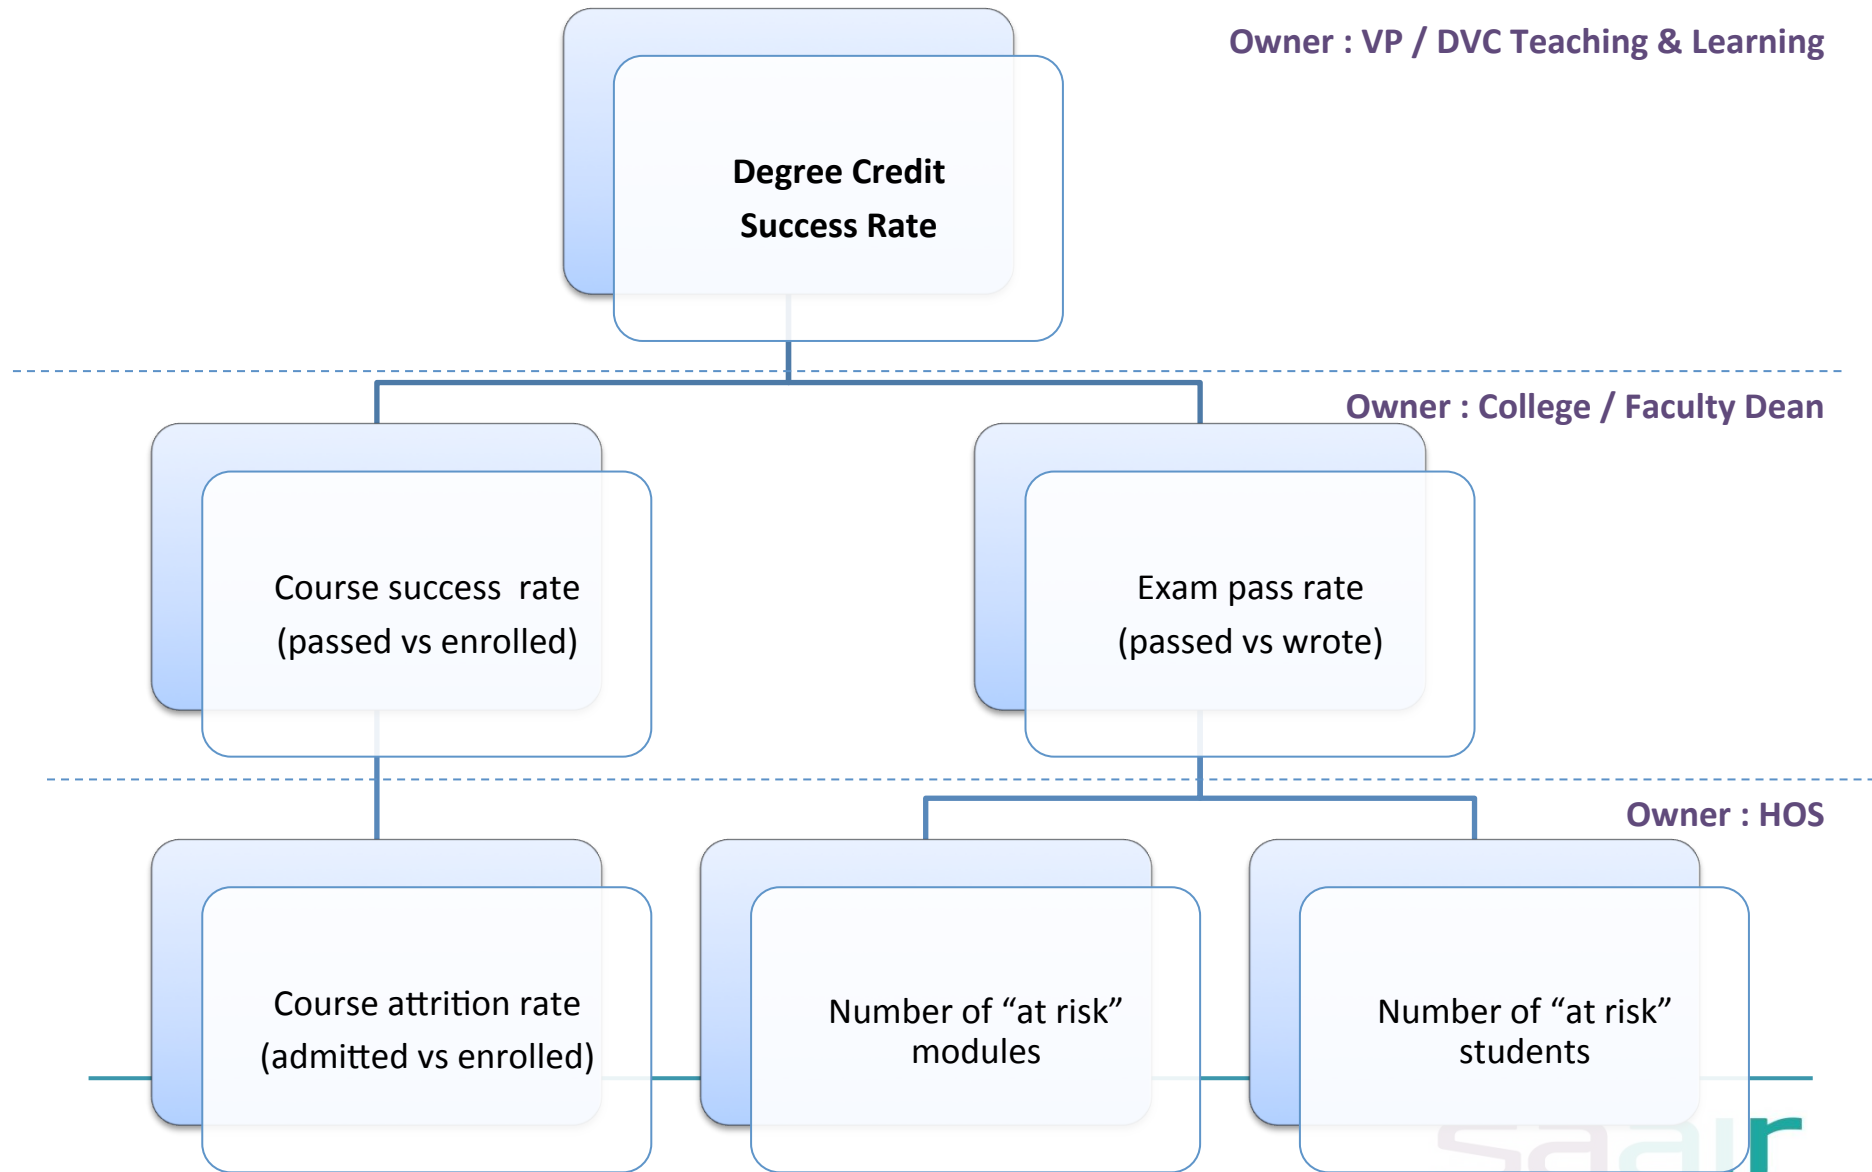 Owner : VP / DVC Teaching & Learning
Degree Credit
Success Rate
Owner : College / Faculty Dean
Course success  rate
(passed vs enrolled)
Exam pass rate
(passed vs wrote)
Owner : HOS
Course attrition rate
(admitted vs enrolled)
Number of “at risk”
modules
Number of “at risk”
students
saair